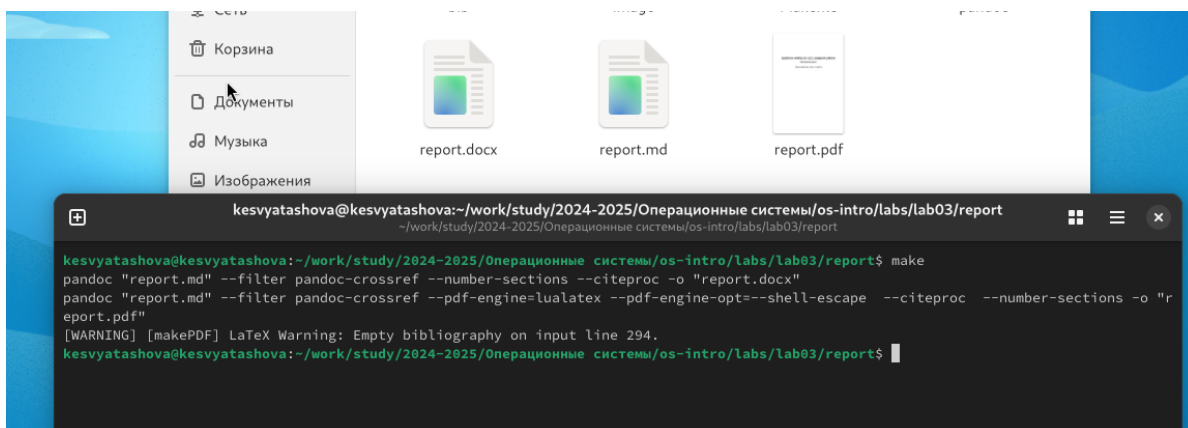 Сеть
bib image Makefile pandoc
Корзина
Документы
Музыка
Изображения
report.docx report.md report.pdf
kesvyatashova@kesvyatashova:~/work/study/2024-2025/Операционные системы/os-intro/labs/lab03/report
~/work/study/2024-2025/Операционные системы/os-intro/labs/lab03/report
kesvyatashova@kesvyatashova:~/work/study/2024-2025/Операционные системы/os-intro/labs/lab03/report$ make
pandoc "report.md" --filter pandoc-crossref --number-sections --citeproc -o "report.docx"
pandoc "report.md" --filter pandoc-crossref --pdf-engine=lualatex --pdf-engine-opt=--shell-escape  --citeproc  --number-sections -o "r
eport.pdf"
[WARNING] [makePDF] LaTeX Warning: Empty bibliography on input line 294.
kesvyatashova@kesvyatashova:~/work/study/2024-2025/Операционные системы/os-intro/labs/lab03/report$